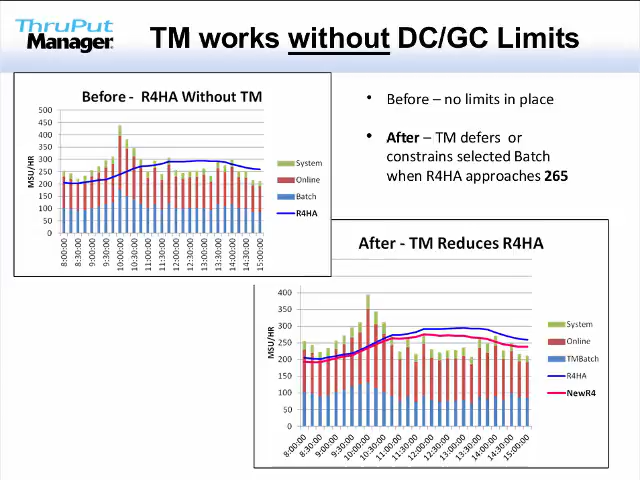 ThruPut
Manager®
TM works without DC/GC Limits
Before - R4HA Without TM
500
450
400
350
300
250
200
150
100
50
0
MSU/HR
8:00:00
8:30:00
9:00:00
9:30:00
10:00:00
10:30:00
11:00:00
11:30:00
12:00:00
12:30:00
13:00:00
13:30:00
14:00:00
14:30:00
15:00:00
System
Online
Batch
R4HA
• Before – no limits in place
• After – TM defers or
constrains selected Batch
when R4HA approaches 265
After - TM Reduces R4HA
400
350
300
250
200
150
100
50
0
MSU/HR
8:00:00
8:30:00
9:00:00
9:30:00
10:00:00
10:30:00
11:00:00
11:30:00
12:00:00
12:30:00
13:00:00
13:30:00
14:00:00
14:30:00
15:00:00
System
Online
TMBatch
R4HA
NewR4